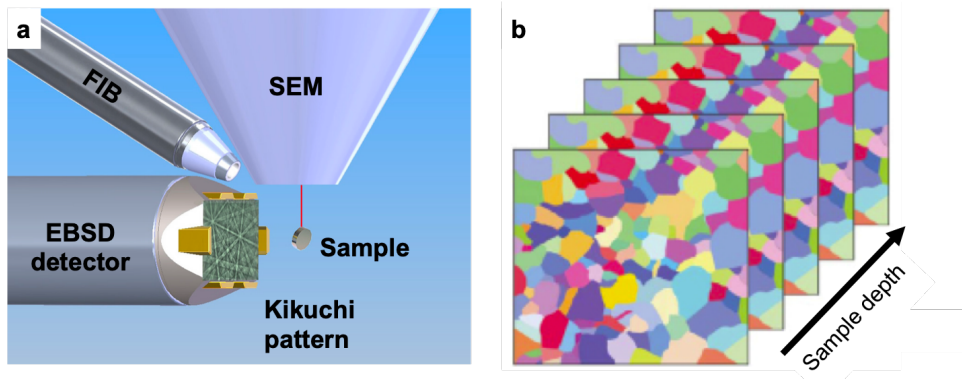 a
FIB
SEM
EBSD
detector
Sample
Kikuchi
pattern
b
Sample depth